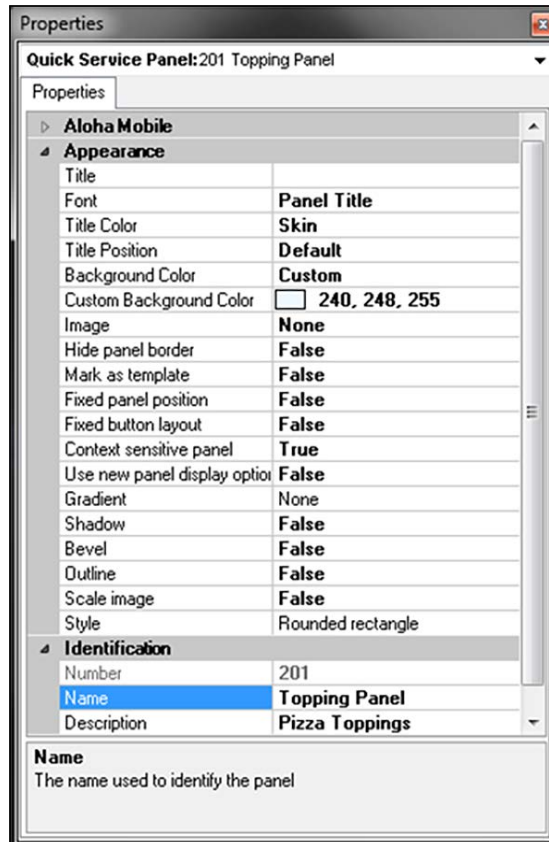 Properties
Quick Service Panel:201 Topping Panel
Properties
Aloha Mobile
Appearance
Title
Font Panel Title
Title Color Skin
Title Position Default
Background Color Custom
Custom Background Color 240, 248, 255
Image None
Hide panel border False
Mark as template False
Fixed panel position False
Fixed button layout False
Context sensitive panel True
Use new panel display optio False
Gradient None
Shadow False
Bevel False
Outline False
Scale image False
Style Rounded rectangle
Identification
Number 201
Name Topping Panel
Description Pizza Toppings
Name
The name used to identify the panel